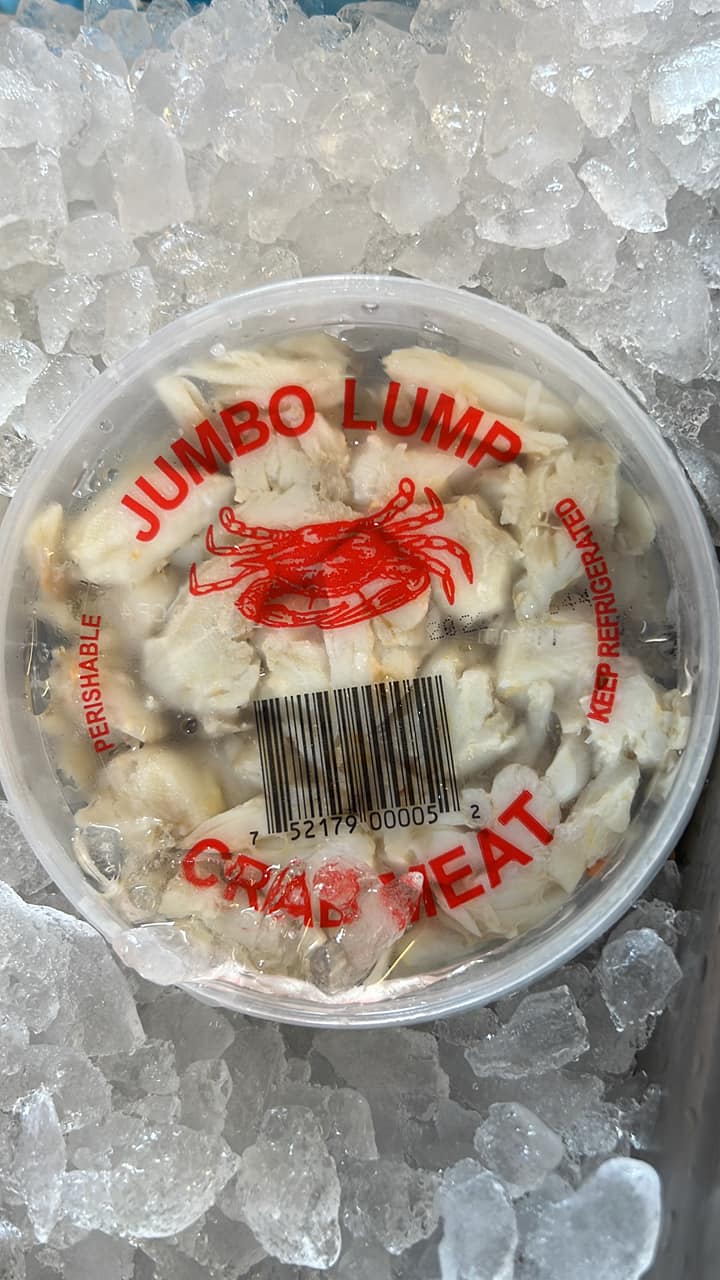 JUMBO LUMP
PERISHABLE
KEEP REFRIGERATED
7 52179 00005 2
CRAB MEAT